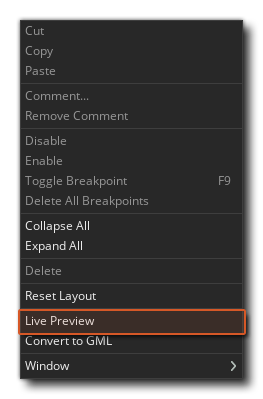 Cut
Copy
Paste
Comment...
Remove Comment
Disable
Enable
Toggle Breakpoint F9
Delete All Breakpoints
Collapse All
Expand All
Delete
Reset Layout
Live Preview
Convert to GML
Window